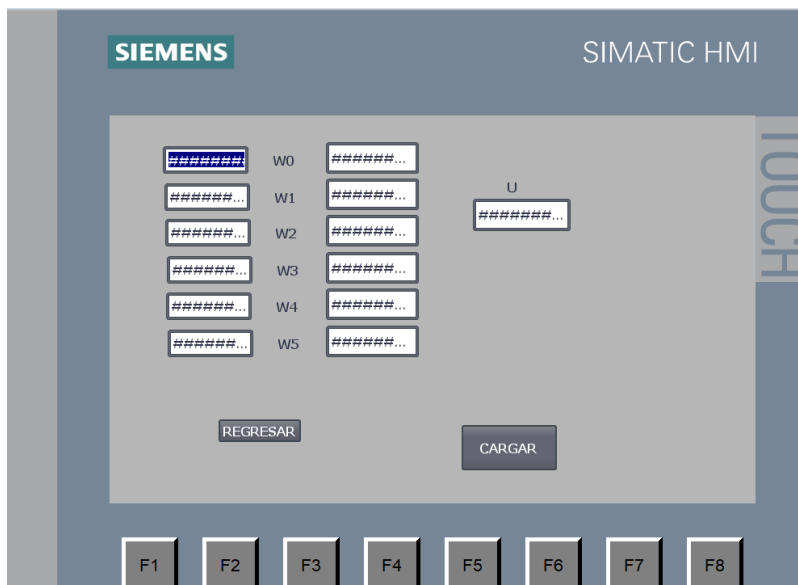 SIEMENS
SIMATIC HMI
TOUCH
######## W0 ######...
######... W1 ######...
######... W2 ######...
######... W3 ######...
######... W4 ######...
######... W5 ######...
U
#######...
REGRESAR
CARGAR
F1 F2 F3 F4 F5 F6 F7 F8